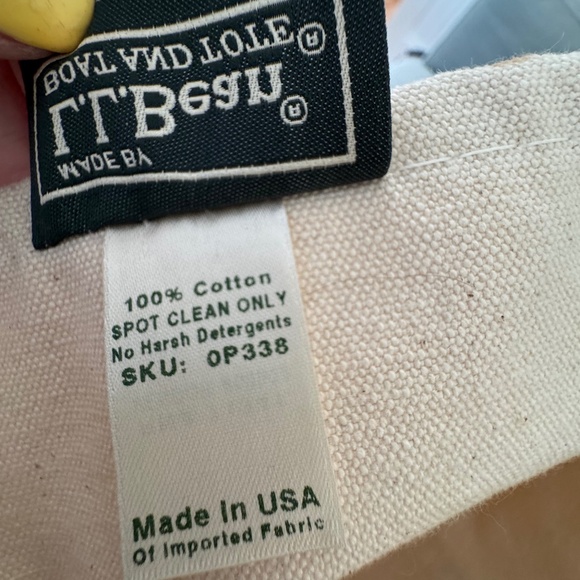 BOAT AND TOTE®
L.L.Bean®
MADE BY
100% Cotton
SPOT CLEAN ONLY
No Harsh Detergents
SKU: 0P338
Made In USA
Of Imported Fabric